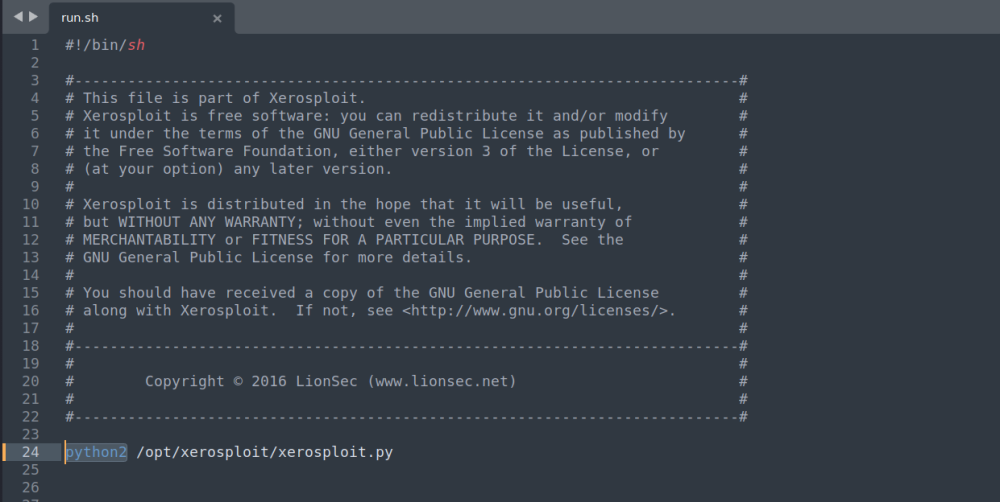 run.sh
1 #!/bin/sh
2
3 #---------------------------------------------------------------------------#
4 # This file is part of Xerosploit. #
5 # Xerosploit is free software: you can redistribute it and/or modify #
6 # it under the terms of the GNU General Public License as published by #
7 # the Free Software Foundation, either version 3 of the License, or #
8 # (at your option) any later version. #
9 # #
10 # Xerosploit is distributed in the hope that it will be useful, #
11 # but WITHOUT ANY WARRANTY; without even the implied warranty of #
12 # MERCHANTABILITY or FITNESS FOR A PARTICULAR PURPOSE. See the #
13 # GNU General Public License for more details. #
14 # #
15 # You should have received a copy of the GNU General Public License #
16 # along with Xerosploit. If not, see <http://www.gnu.org/licenses/>. #
17 # #
18 #---------------------------------------------------------------------------#
19 # #
20 # Copyright © 2016 LionSec (www.lionsec.net) #
21 # #
22 #---------------------------------------------------------------------------#
23
24 python2 /opt/xerosploit/xerosploit.py
25
26